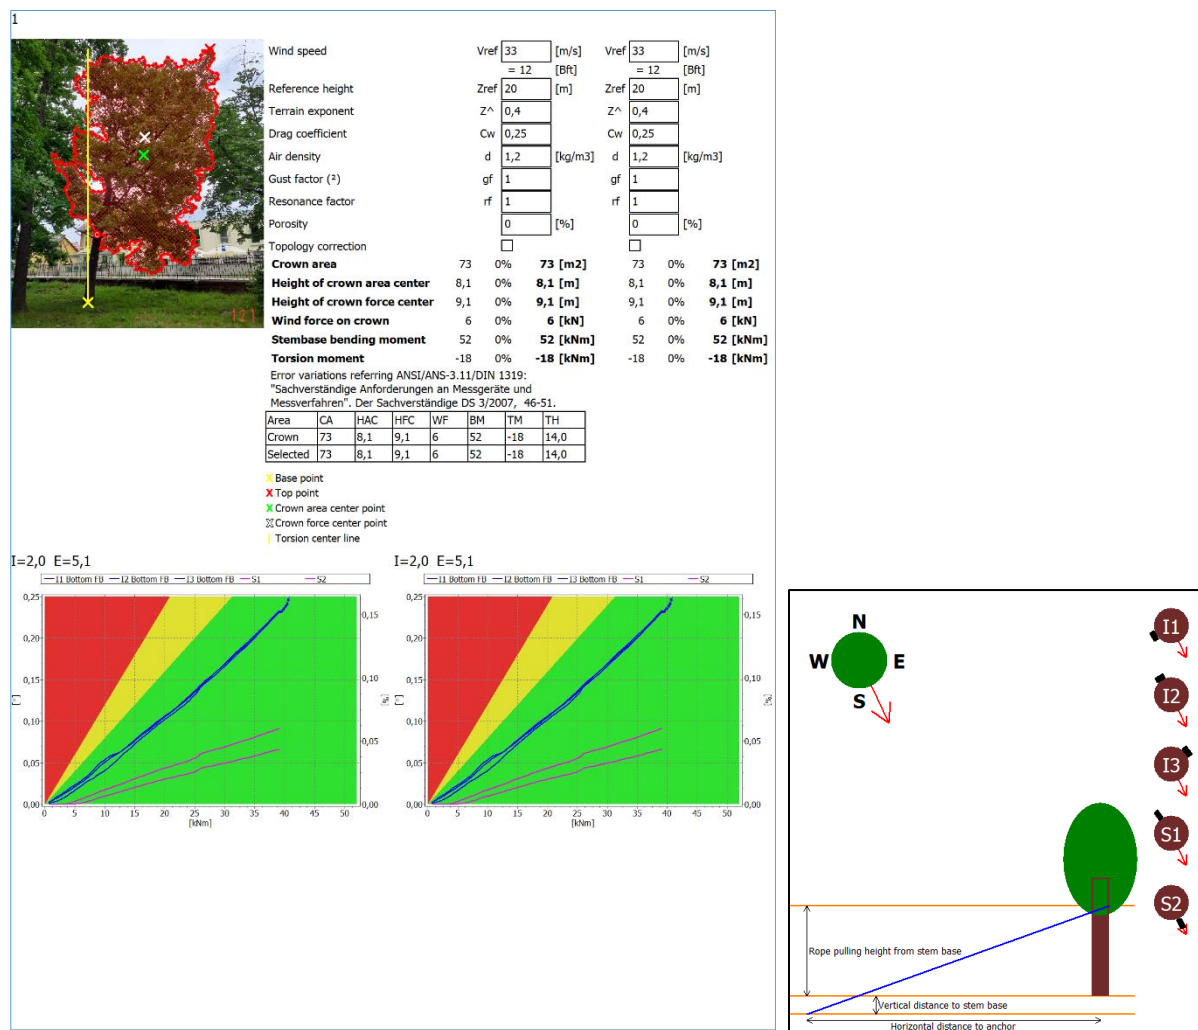 1
121
Wind speed Vref 33 [m/s] Vref 33 [m/s]
= 12 [Bft] = 12 [Bft]
Reference height Zref 20 [m] Zref 20 [m]
Terrain exponent Z^ 0,4 Z^ 0,4
Drag coefficient Cw 0,25 Cw 0,25
Air density d 1,2 [kg/m3] d 1,2 [kg/m3]
Gust factor (²) gf 1 gf 1
Resonance factor rf 1 rf 1
Porosity 0 [%] 0 [%]
Topology correction
Crown area 73 0% 73 [m2] 73 0% 73 [m2]
Height of crown area center 8,1 0% 8,1 [m] 8,1 0% 8,1 [m]
Height of crown force center 9,1 0% 9,1 [m] 9,1 0% 9,1 [m]
Wind force on crown 6 0% 6 [kN] 6 0% 6 [kN]
Stembase bending moment 52 0% 52 [kNm] 52 0% 52 [kNm]
Torsion moment -18 0% -18 [kNm] -18 0% -18 [kNm]
Error variations referring ANSI/ANS-3.11/DIN 1319:
"Sachverständige Anforderungen an Messgeräte und
Messverfahren". Der Sachverständige DS 3/2007, 46-51.
Area CA HAC HFC WF BM TM TH
Crown 73 8,1 9,1 6 52 -18 14,0
Selected 73 8,1 9,1 6 52 -18 14,0
X Base point
X Top point
X Crown area center point
X Crown force center point
Torsion center line
I=2,0 E=5,1
I1 Bottom FB I2 Bottom FB I3 Bottom FB S1 S2
0,25
0,20
0,15
0,10
0,05
0,00
[°]
0,15
0,10
0,05
0,00
[%]
0 5 10 15 20 25 30 35 40 45 50
[kNm]
I=2,0 E=5,1
I1 Bottom FB I2 Bottom FB I3 Bottom FB S1 S2
0,25
0,20
0,15
0,10
0,05
0,00
[°]
0,15
0,10
0,05
0,00
[%]
0 5 10 15 20 25 30 35 40 45 50
[kNm]
N
W E
S
I1
I2
I3
S1
S2
Rope pulling height from stem base
Vertical distance to stem base
Horizontal distance to anchor